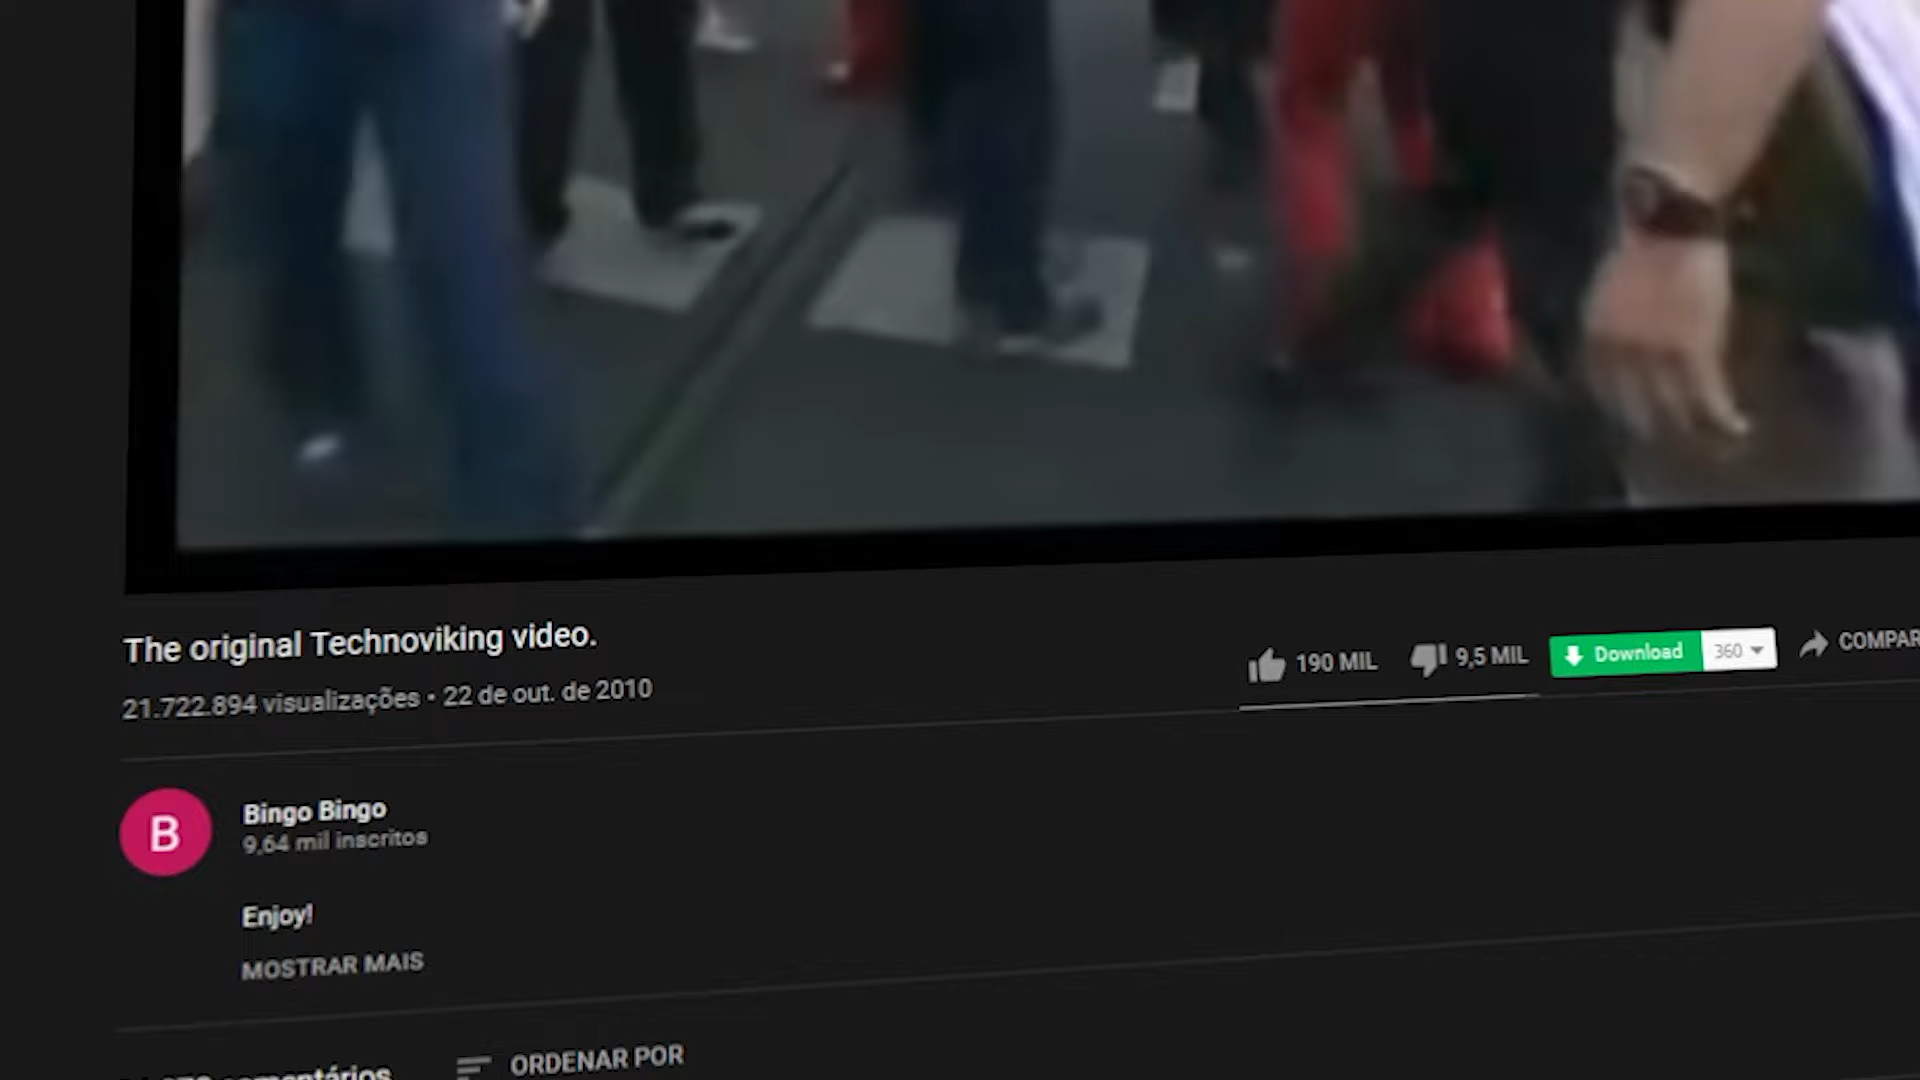 The original Technoviking video.
21.722.894 visualizações • 22 de out. de 2010
190 MIL
9,5 MIL
Download
360
COMPAR
B
Bingo Bingo
9,64 mil inscritos
Enjoy!
MOSTRAR MAIS
comentários
ORDENAR POR